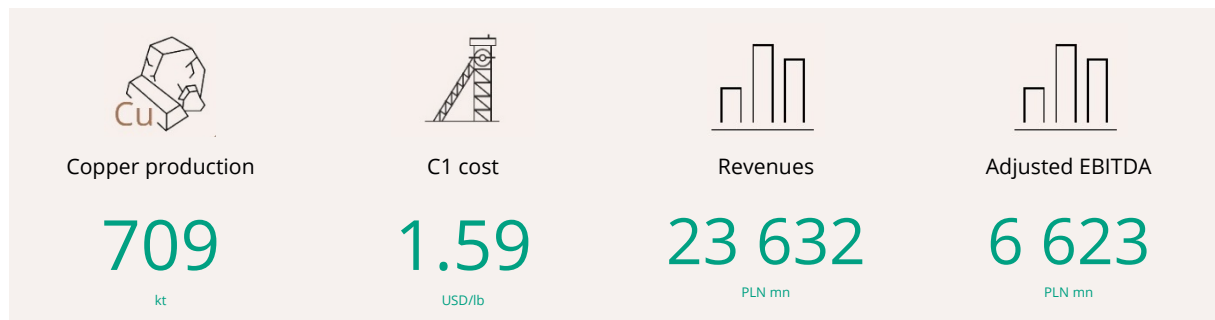 Cu
Copper production
C1 cost
Revenues
Adjusted EBITDA
709
1.59
23 632
6 623
kt
USD/lb
PLN mn
PLN mn